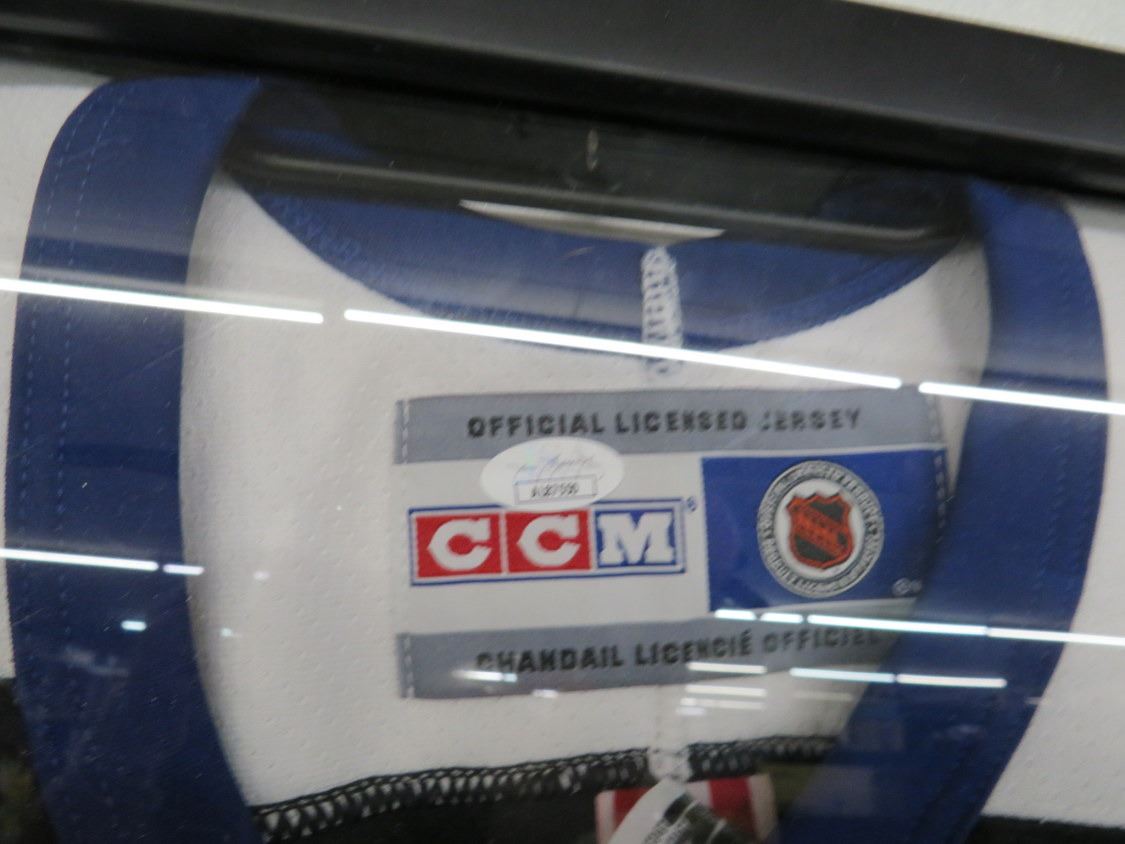 OFFICIAL LICENSED JERSEY
CCM
CHANDAIL LICENCIÉ OFFICIEL